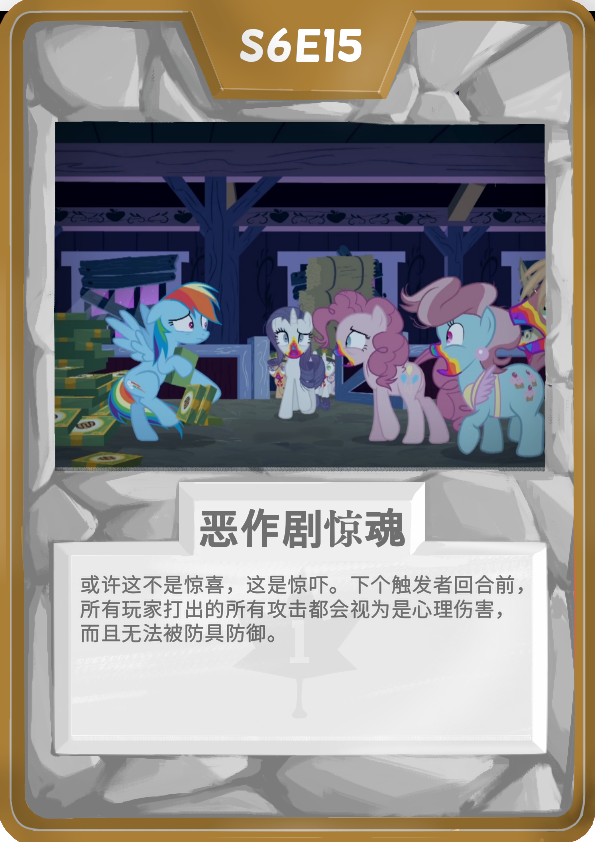 S6E15
恶作剧惊魂
或许这不是惊喜，这是惊吓。下个触发者回合前，
所有玩家打出的所有攻击都会视为是心理伤害，
而且无法被防具防御。